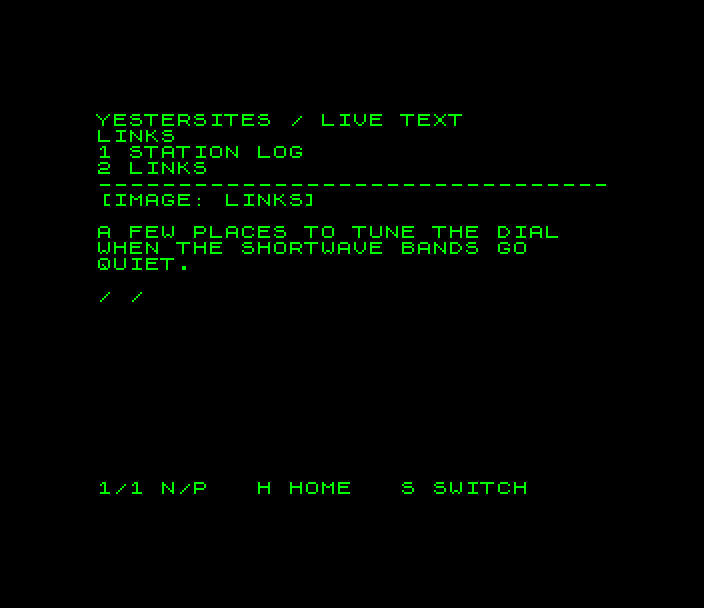 YESTERSITES / LIVE TEXT
LINKS
1 STATION LOG
2 LINKS
--------------------------------
[IMAGE: LINKS]
A FEW PLACES TO TUNE THE DIAL
WHEN THE SHORTWAVE BANDS GO
QUIET.
/ /
1/1 N/P   H HOME   S SWITCH